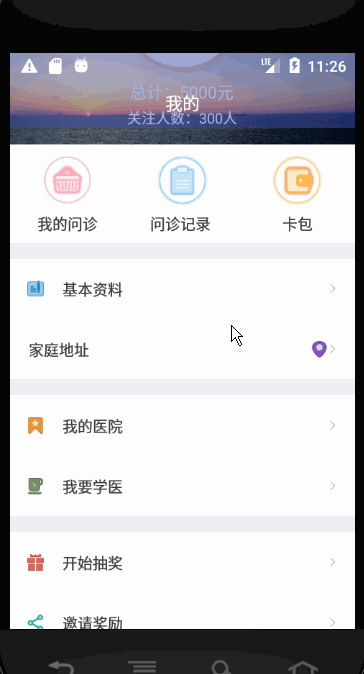 LTE 11:26
总计：5000元
我的
关注人数：300人
我的问诊 问诊记录 卡包
基本资料
家庭地址
我的医院
我要学医
开始抽奖
邀请奖励